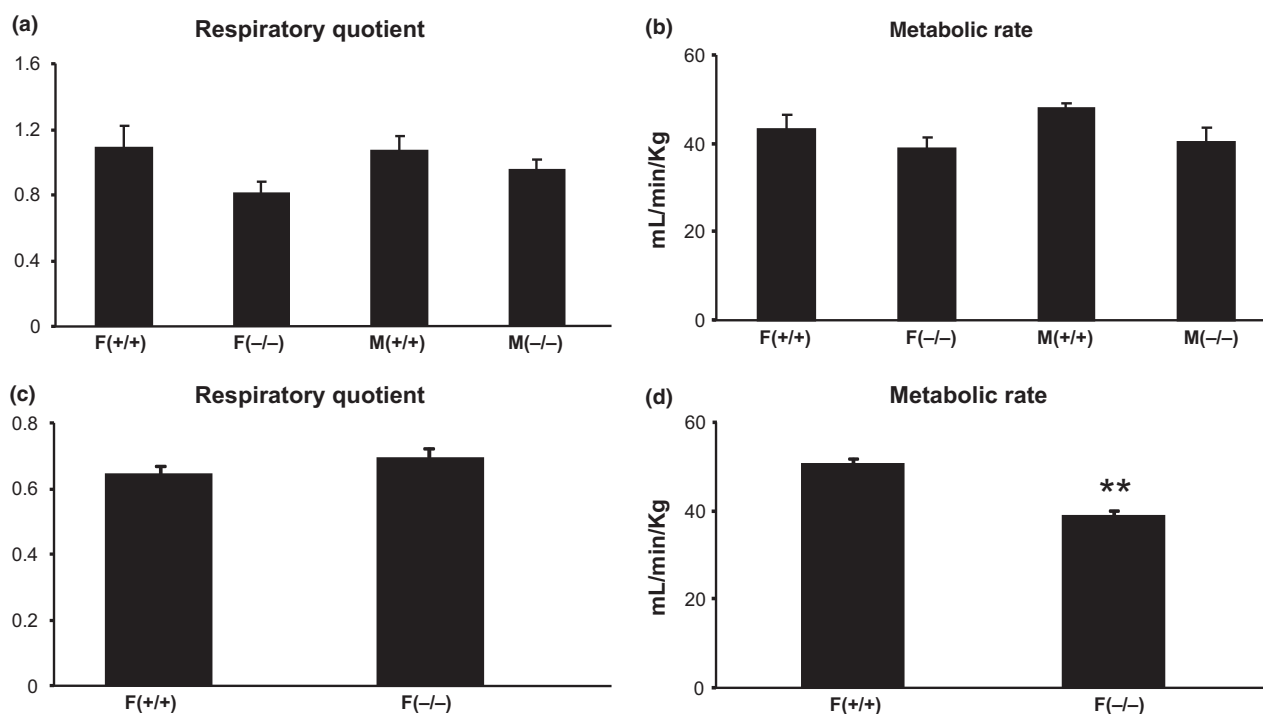 (a)
Respiratory quotient
1.6
1.2
0.8
0.4
0
F(+/+) F(–/–) M(+/+) M(–/–)
(b)
Metabolic rate
mL/min/Kg
60
40
20
0
F(+/+) F(–/–) M(+/+) M(–/–)
(c)
Respiratory quotient
0.8
0.6
0.4
0.2
0
F(+/+) F(–/–)
(d)
Metabolic rate
mL/min/Kg
60
40
20
0
**
F(+/+) F(–/–)